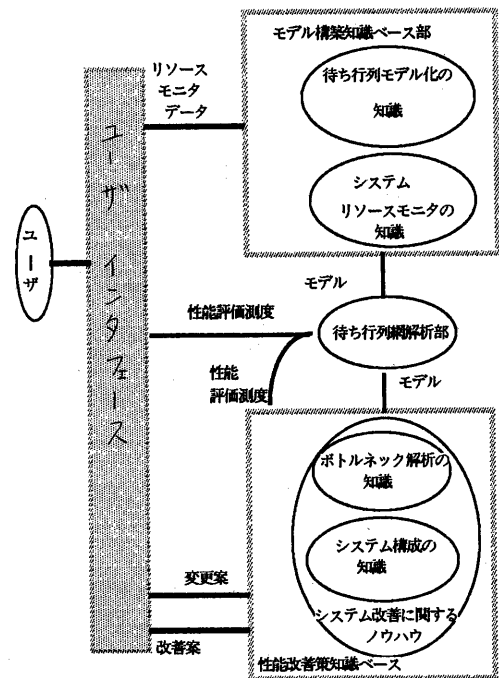 モデル構築知識ベース部
待ち行列モデル化の
知識
システム
リソースモニタの
知識
リソース
モニタ
データ
ユーザ
ユーザインタフェース
モデル
性能評価測度
待ち行列網解析部
性能
評価測度
モデル
ボトルネック解析の
知識
システム構成の
知識
システム改善に関する
ノウハウ
変更案
改善案
性能改善策知識ベース